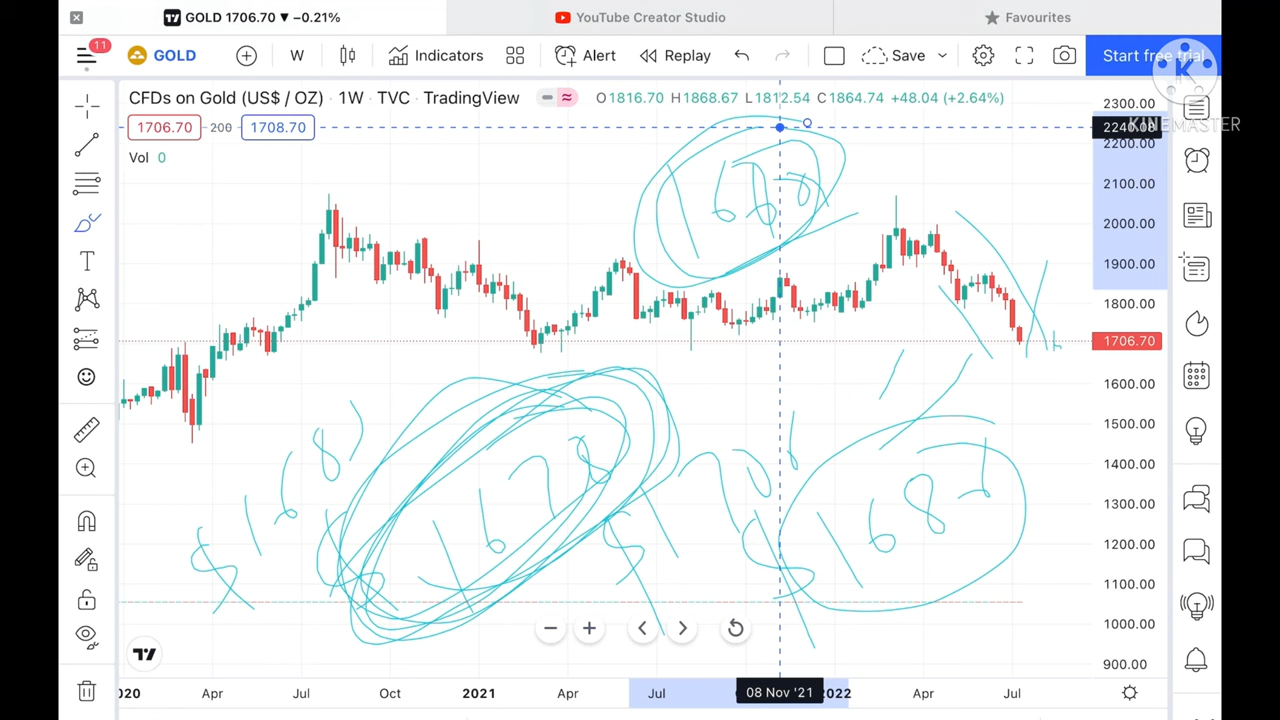 GOLD 1706.70 ▼ −0.21%
YouTube Creator Studio
Favourites
11
GOLD
W
Indicators
Alert
Replay
Save
Start free trial
K
KINEMASTER
CFDs on Gold (US$ / OZ) · 1W · TVC · TradingView
O1816.70 H1868.67 L1812.54 C1864.74 +48.04 (+2.64%)
1706.70 200 1708.70
Vol 0
2300.00
2240.08
2200.00
2100.00
2000.00
1900.00
1800.00
1706.70
1600.00
1500.00
1400.00
1300.00
1200.00
1100.00
1000.00
900.00
2020 Apr Jul Oct 2021 Apr Jul 08 Nov '21 2022 Apr Jul